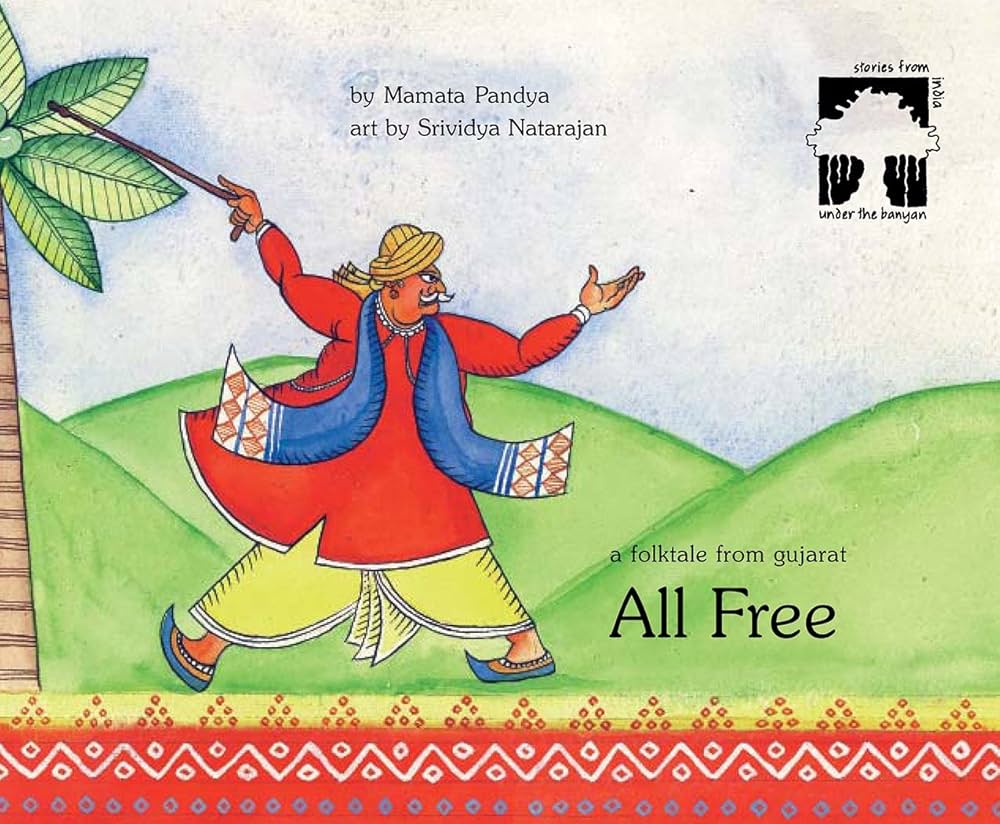 by Mamata Pandya
art by Srividya Natarajan
stories from
india
under the banyan
a folktale from gujarat
All Free